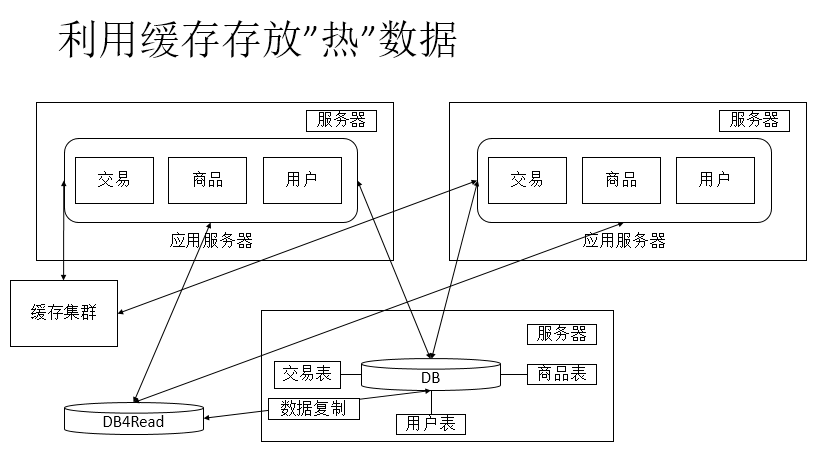 利用缓存存放”热”数据
服务器
交易
商品
用户
应用服务器
服务器
交易
商品
用户
应用服务器
缓存集群
服务器
交易表
DB
商品表
数据复制
用户表
DB4Read